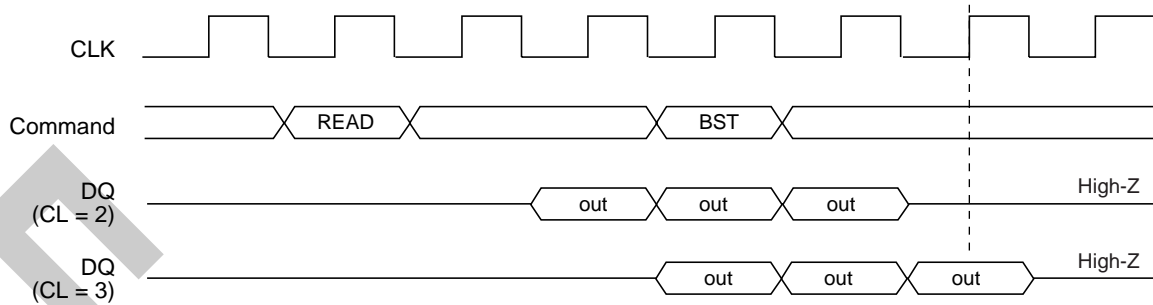 CLK
Command
READ
BST
DQ
(CL = 2)
out
out
out
High-Z
DQ
(CL = 3)
out
out
out
High-Z